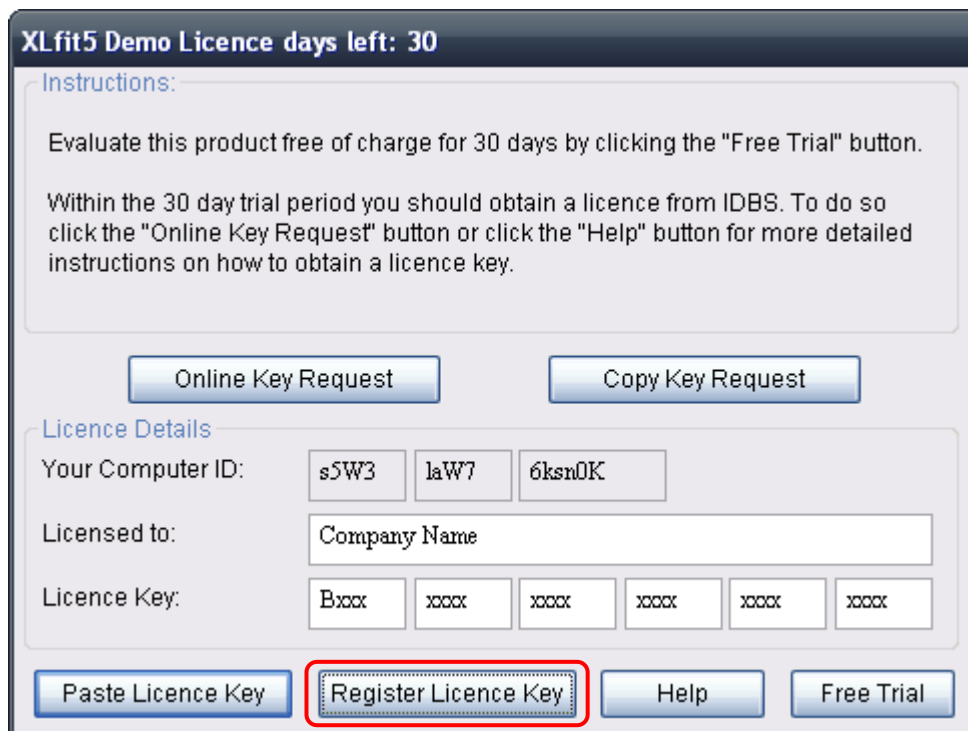 XLfit5 Demo Licence days left: 30
Instructions:
Evaluate this product free of charge for 30 days by clicking the "Free Trial" button.
Within the 30 day trial period you should obtain a licence from IDBS. To do so
click the "Online Key Request" button or click the "Help" button for more detailed
instructions on how to obtain a licence key.
Online Key Request Copy Key Request
Licence Details
Your Computer ID: s5W3 laW7 6ksn0K
Licensed to: Company Name
Licence Key: Bxxx xxxx xxxx xxxx xxxx xxxx
Paste Licence Key Register Licence Key Help Free Trial